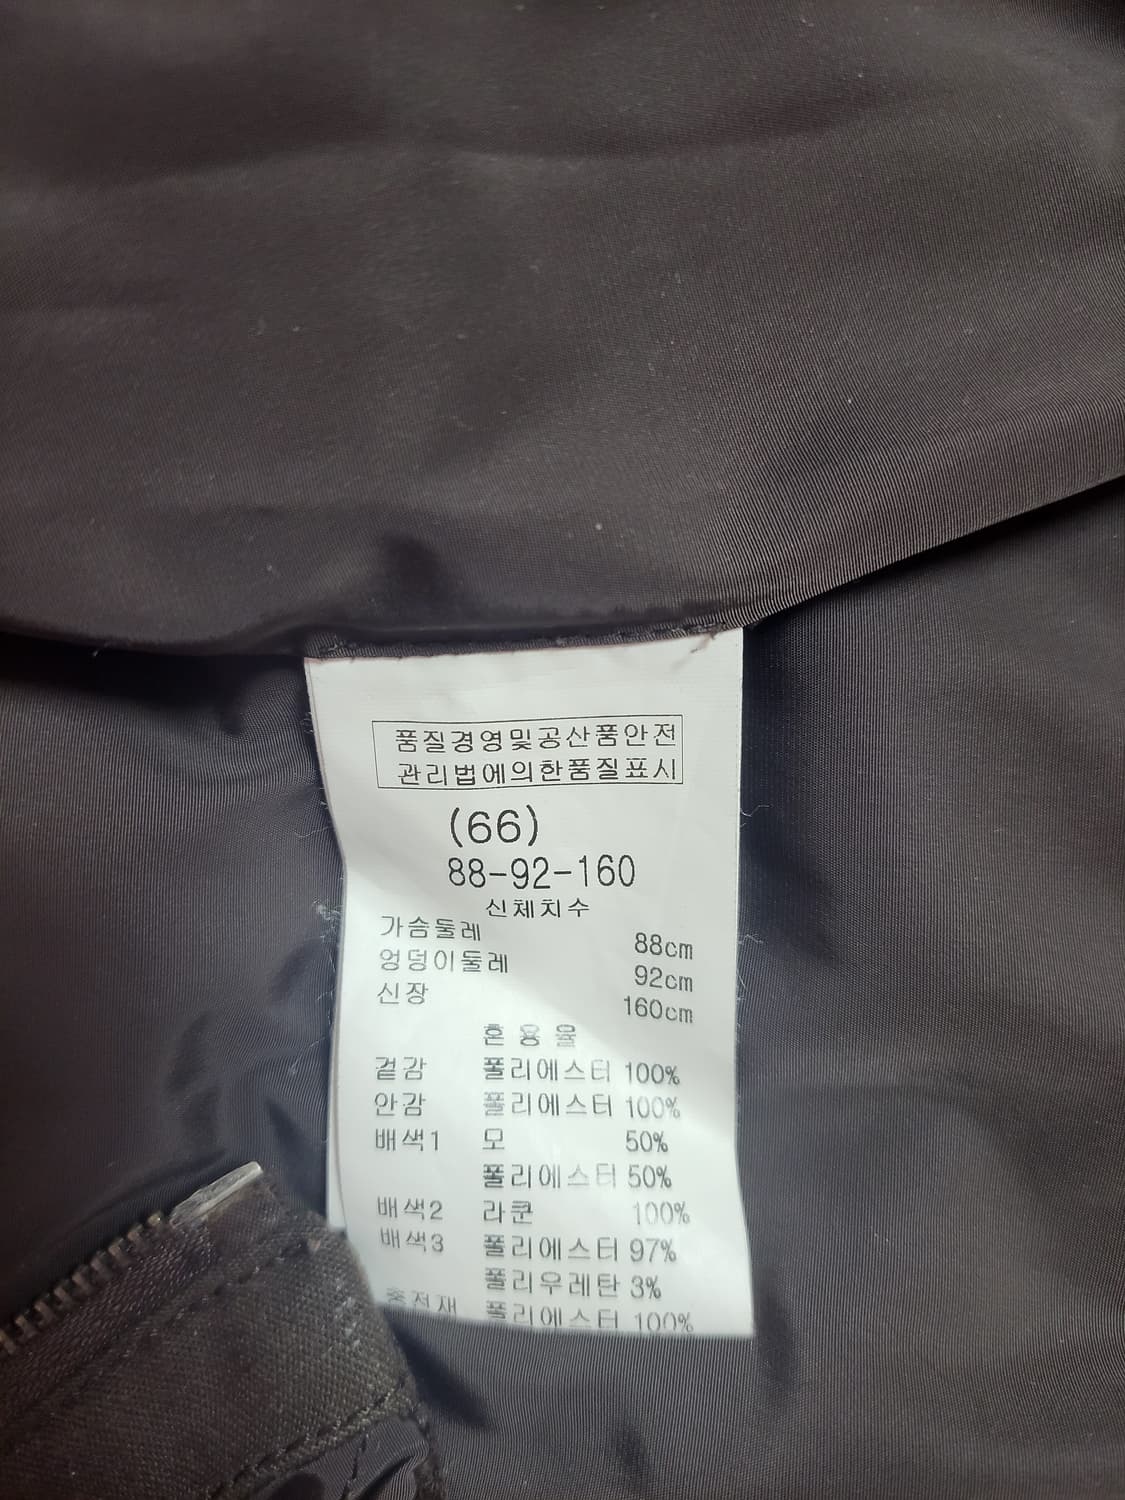 품질경영및공산품안전
관리법에의한품질표시
(66)
88-92-160
신체치수
가슴둘레 88cm
엉덩이둘레 92cm
신장 160cm
혼용율
겉감 폴리에스터 100%
안감 폴리에스터 100%
배색1 모 50%
폴리에스터 50%
배색2 라쿤 100%
배색3 폴리에스터 97%
폴리우레탄 3%
충전재 폴리에스터 100%